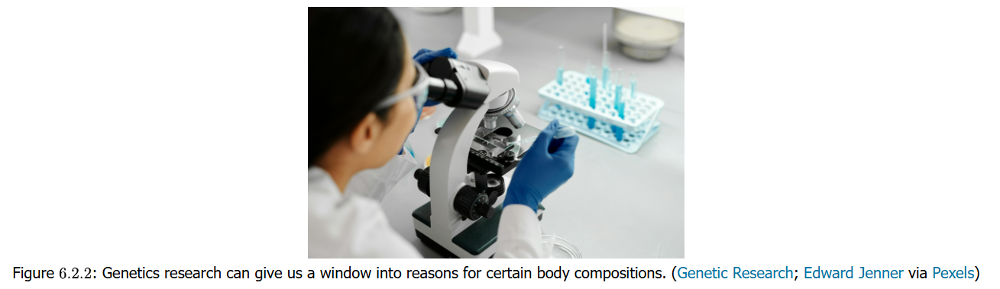 Figure 6.2.2: Genetics research can give us a window into reasons for certain body compositions. (Genetic Research; Edward Jenner via Pexels)